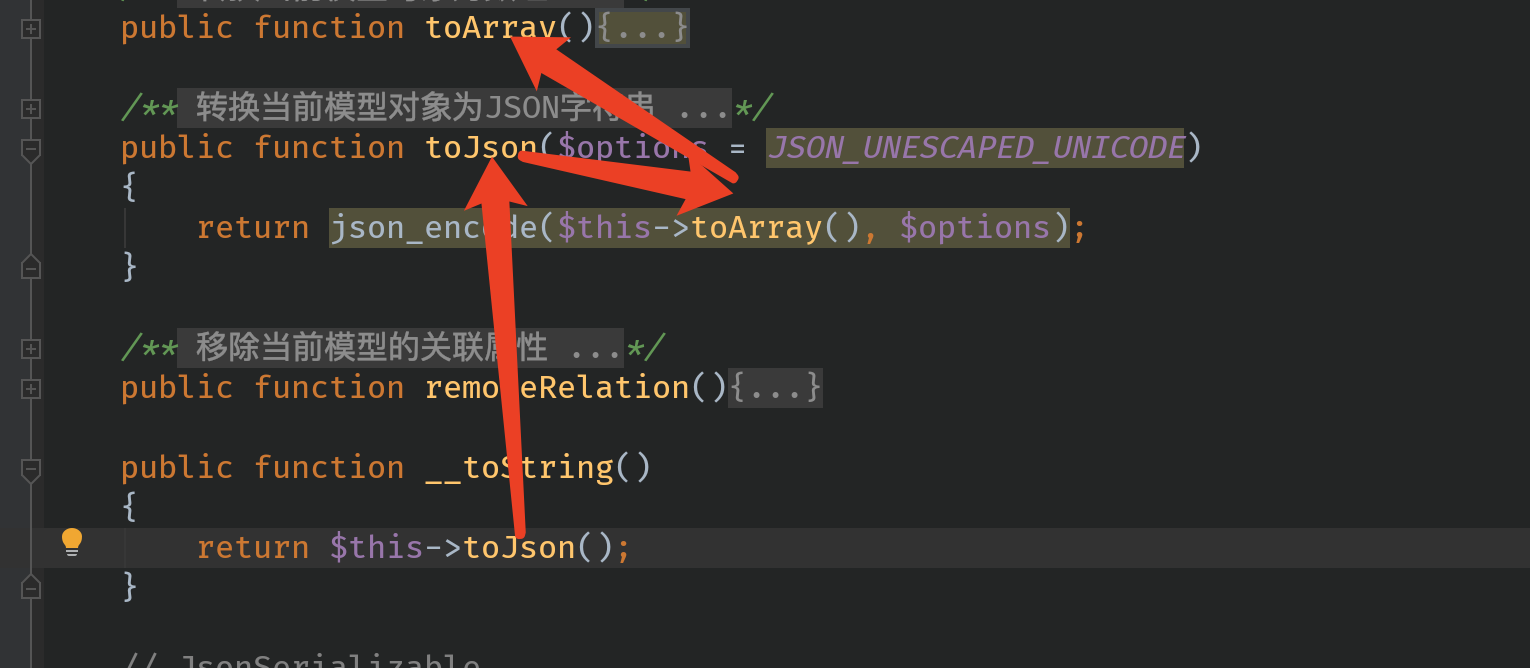 public function toArray(){...}
/** 转换当前模型对象为JSON字符串 ...*/
public function toJson($options = JSON_UNESCAPED_UNICODE)
{
return json_encode($this->toArray(), $options);
}
/** 移除当前模型的关联属性 ...*/
public function removeRelation(){...}
public function __toString()
{
return $this->toJson();
}
// JsonSerializable